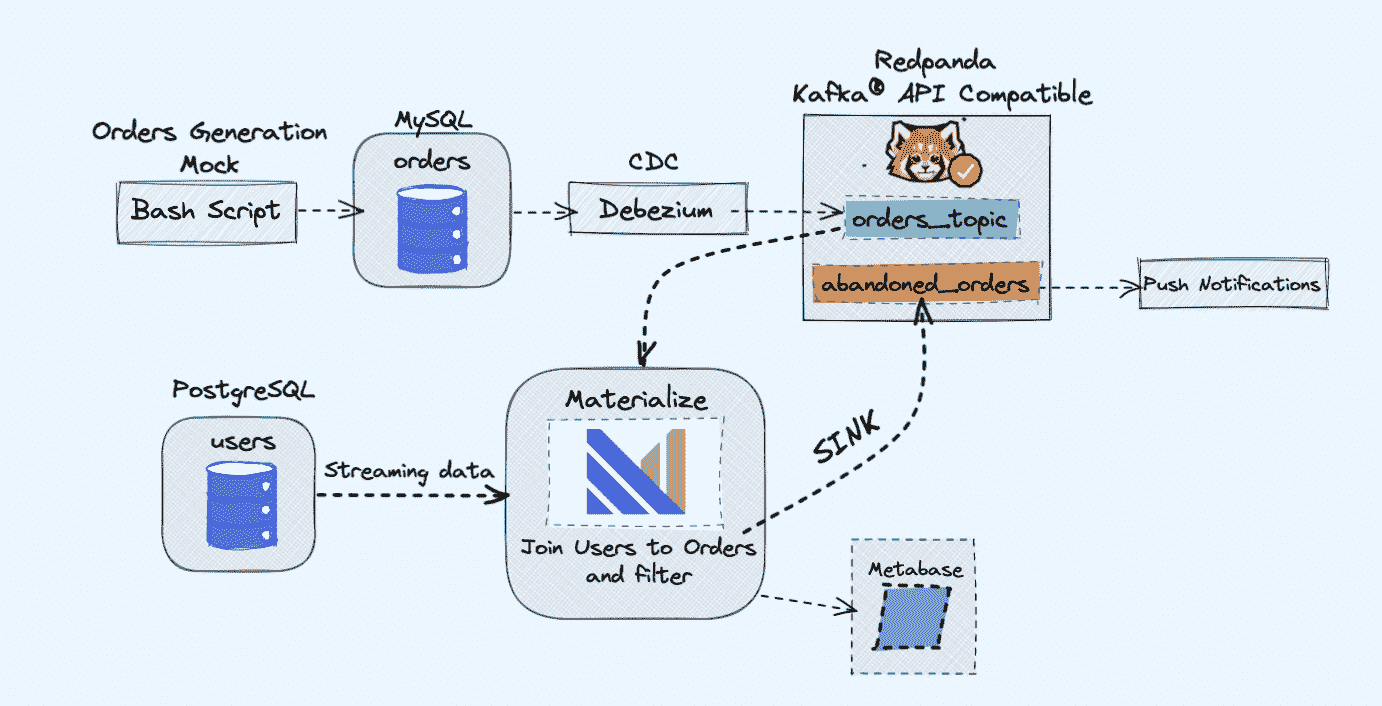 Redpanda
Kafka® API Compatible
Orders Generation
Mock
Bash Script
MySQL
orders
CDC
Debezium
orders_topic
abandoned_orders
Push Notifications
PostgreSQL
users
Streaming data
Materialize
Join Users to Orders
and filter
SINK
Metabase